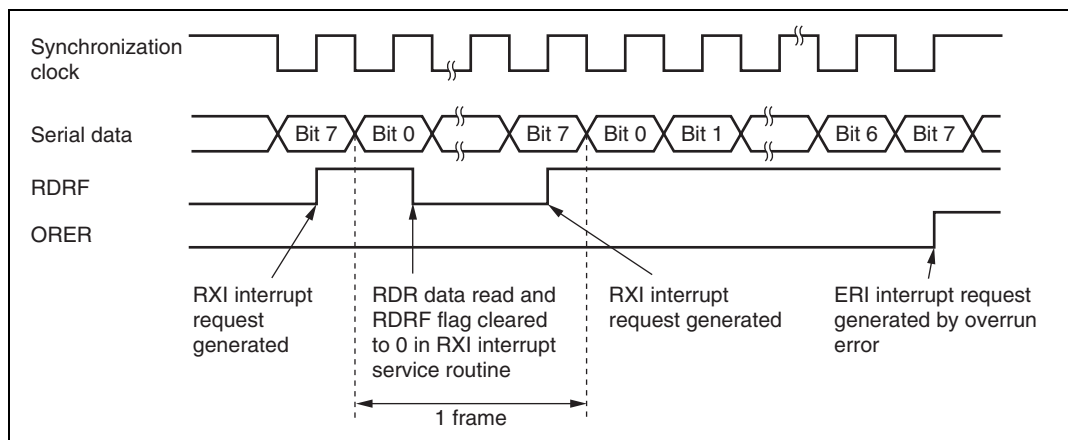 Synchronization
clock
Serial data
Bit 7
Bit 0
Bit 7
Bit 0
Bit 1
Bit 6
Bit 7
RDRF
ORER
RXI interrupt
request
generated
RDR data read and
RDRF flag cleared
to 0 in RXI interrupt
service routine
RXI interrupt
request generated
ERI interrupt request
generated by overrun
error
1 frame